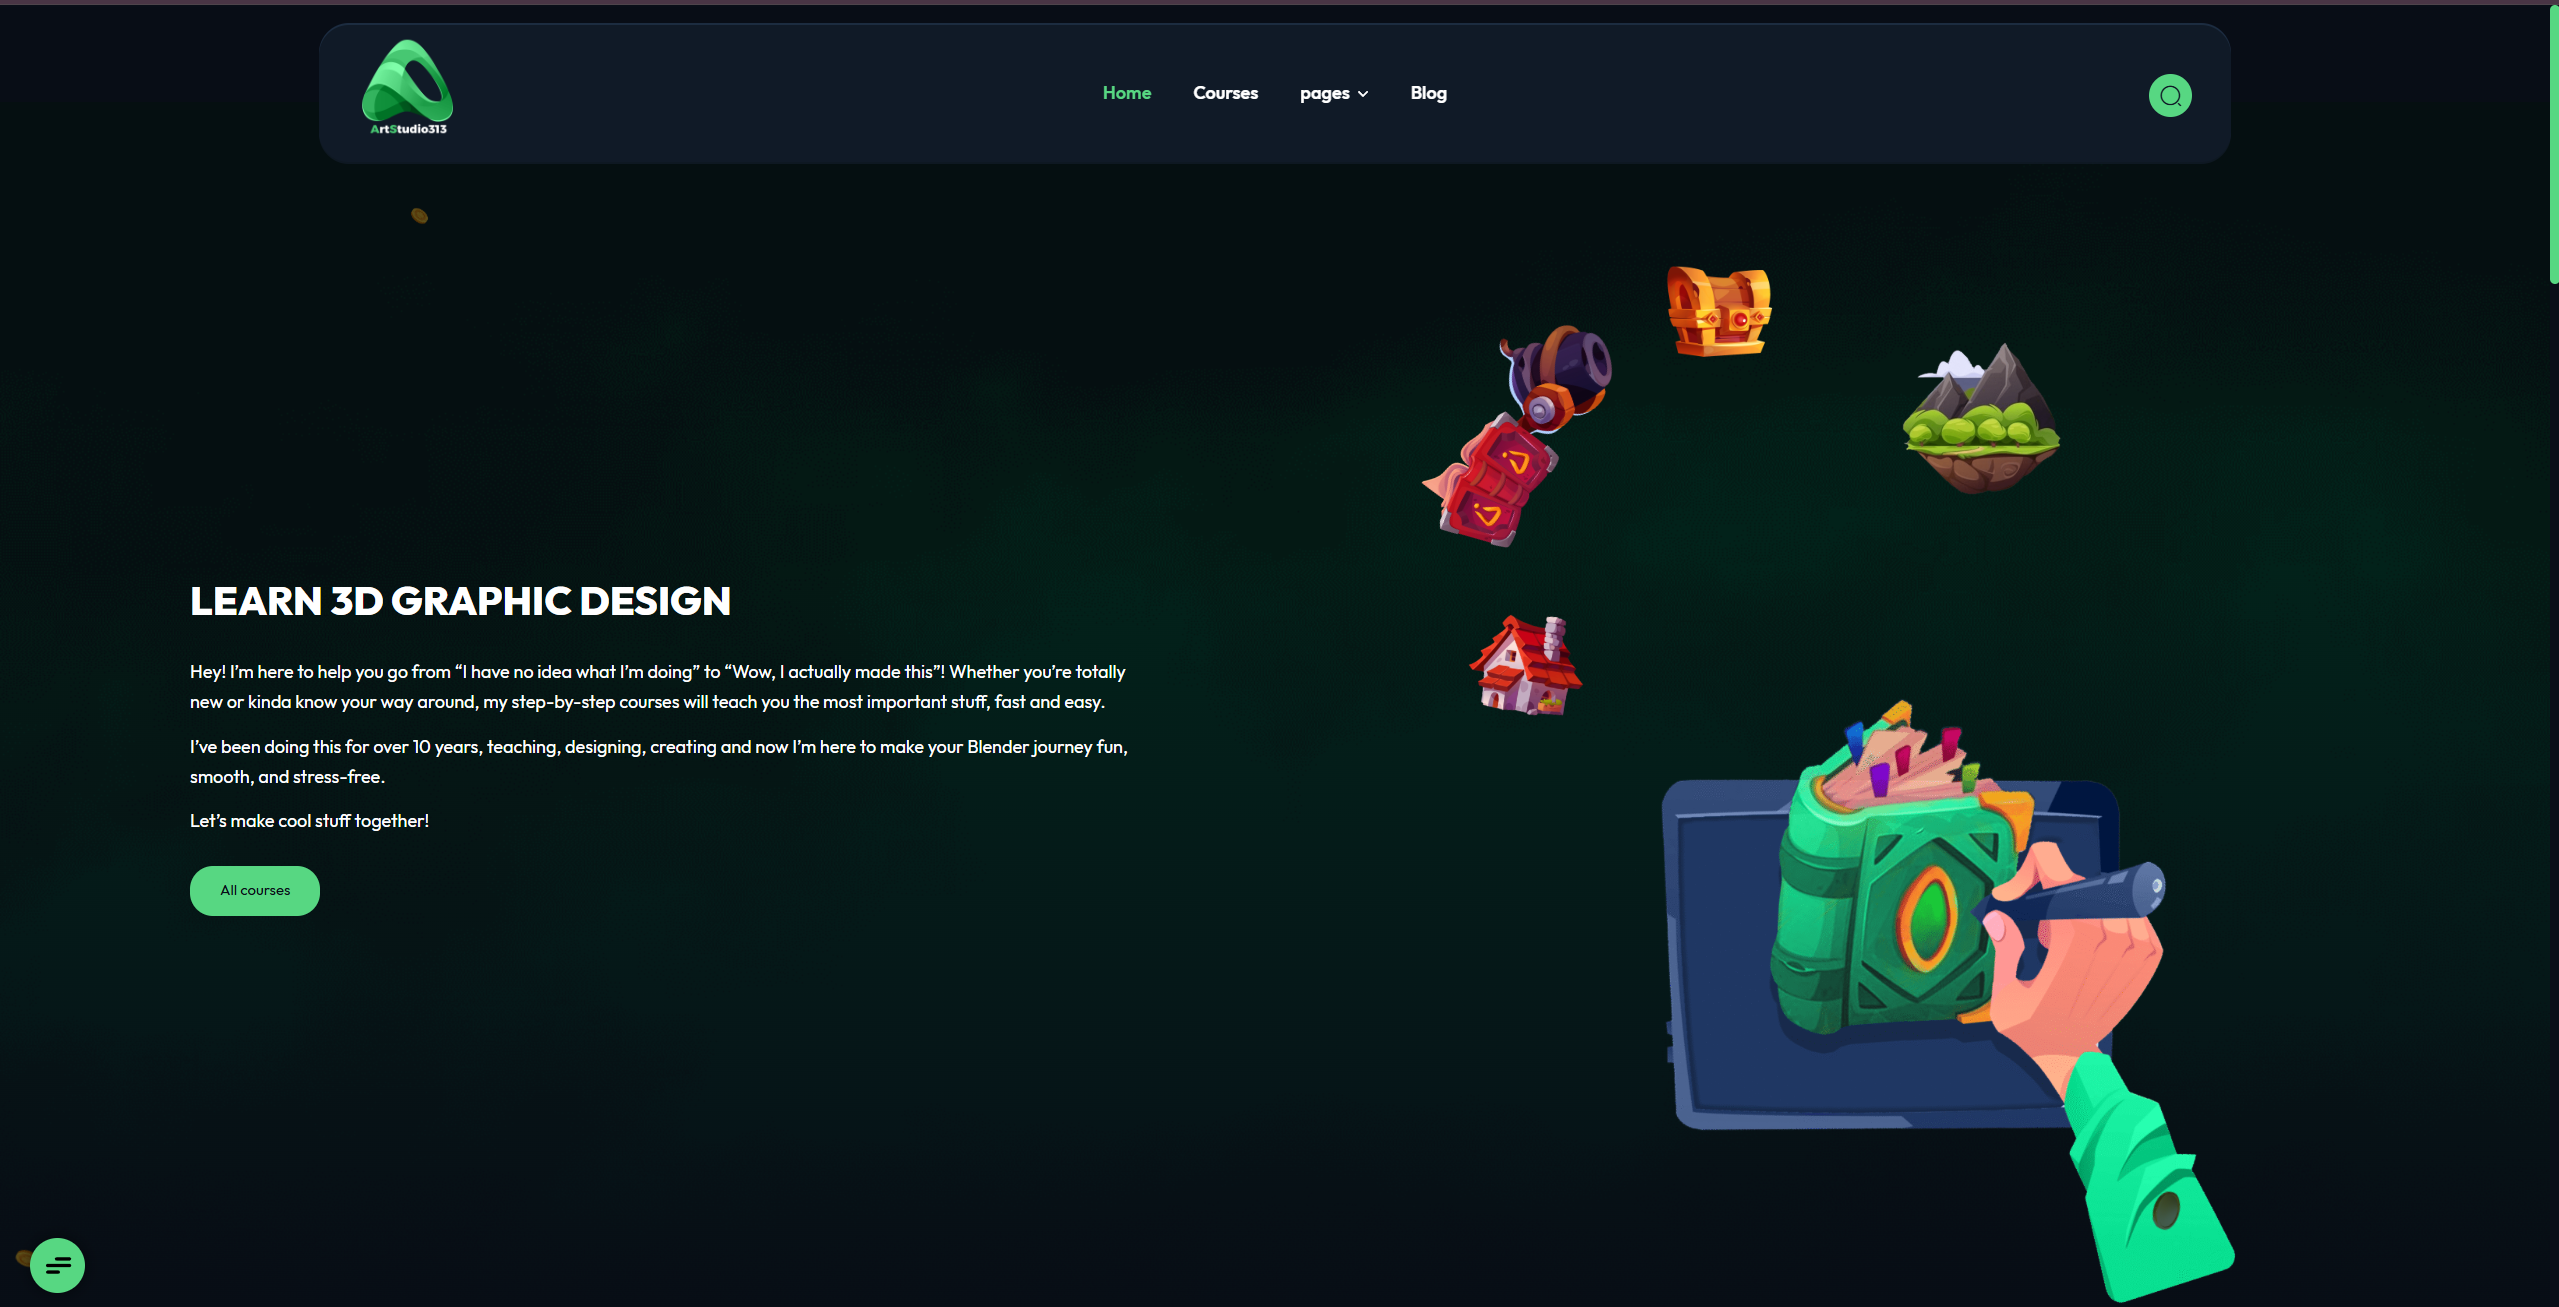 ArtStudio313
Home Courses pages Blog
LEARN 3D GRAPHIC DESIGN
Hey! I’m here to help you go from “I have no idea what I’m doing” to “Wow, I actually made this”! Whether you’re totally
new or kinda know your way around, my step-by-step courses will teach you the most important stuff, fast and easy.
I’ve been doing this for over 10 years, teaching, designing, creating and now I’m here to make your Blender journey fun,
smooth, and stress-free.
Let’s make cool stuff together!
All courses